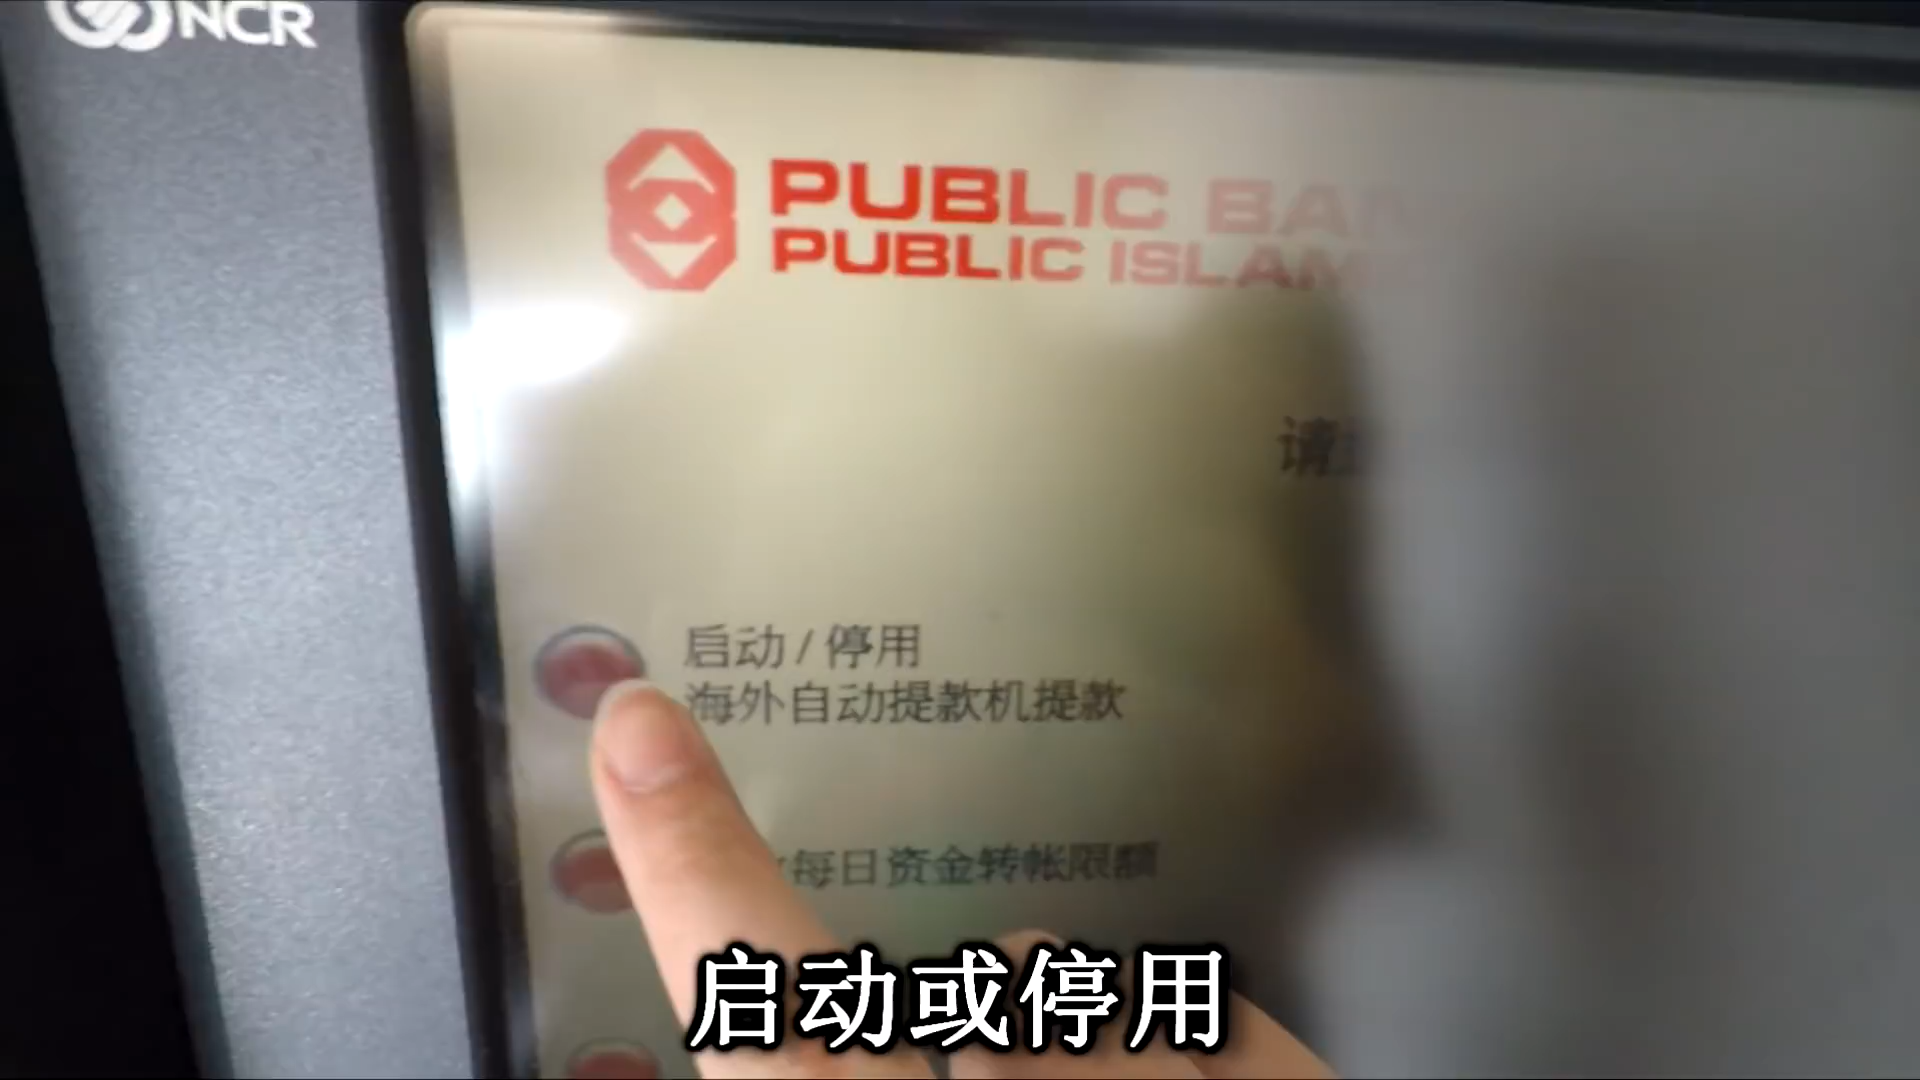 NCR
PUBLIC BAN
PUBLIC ISLAM
请
启动 / 停用
海外自动提款机提款
每日资金转帐限额
启动或停用